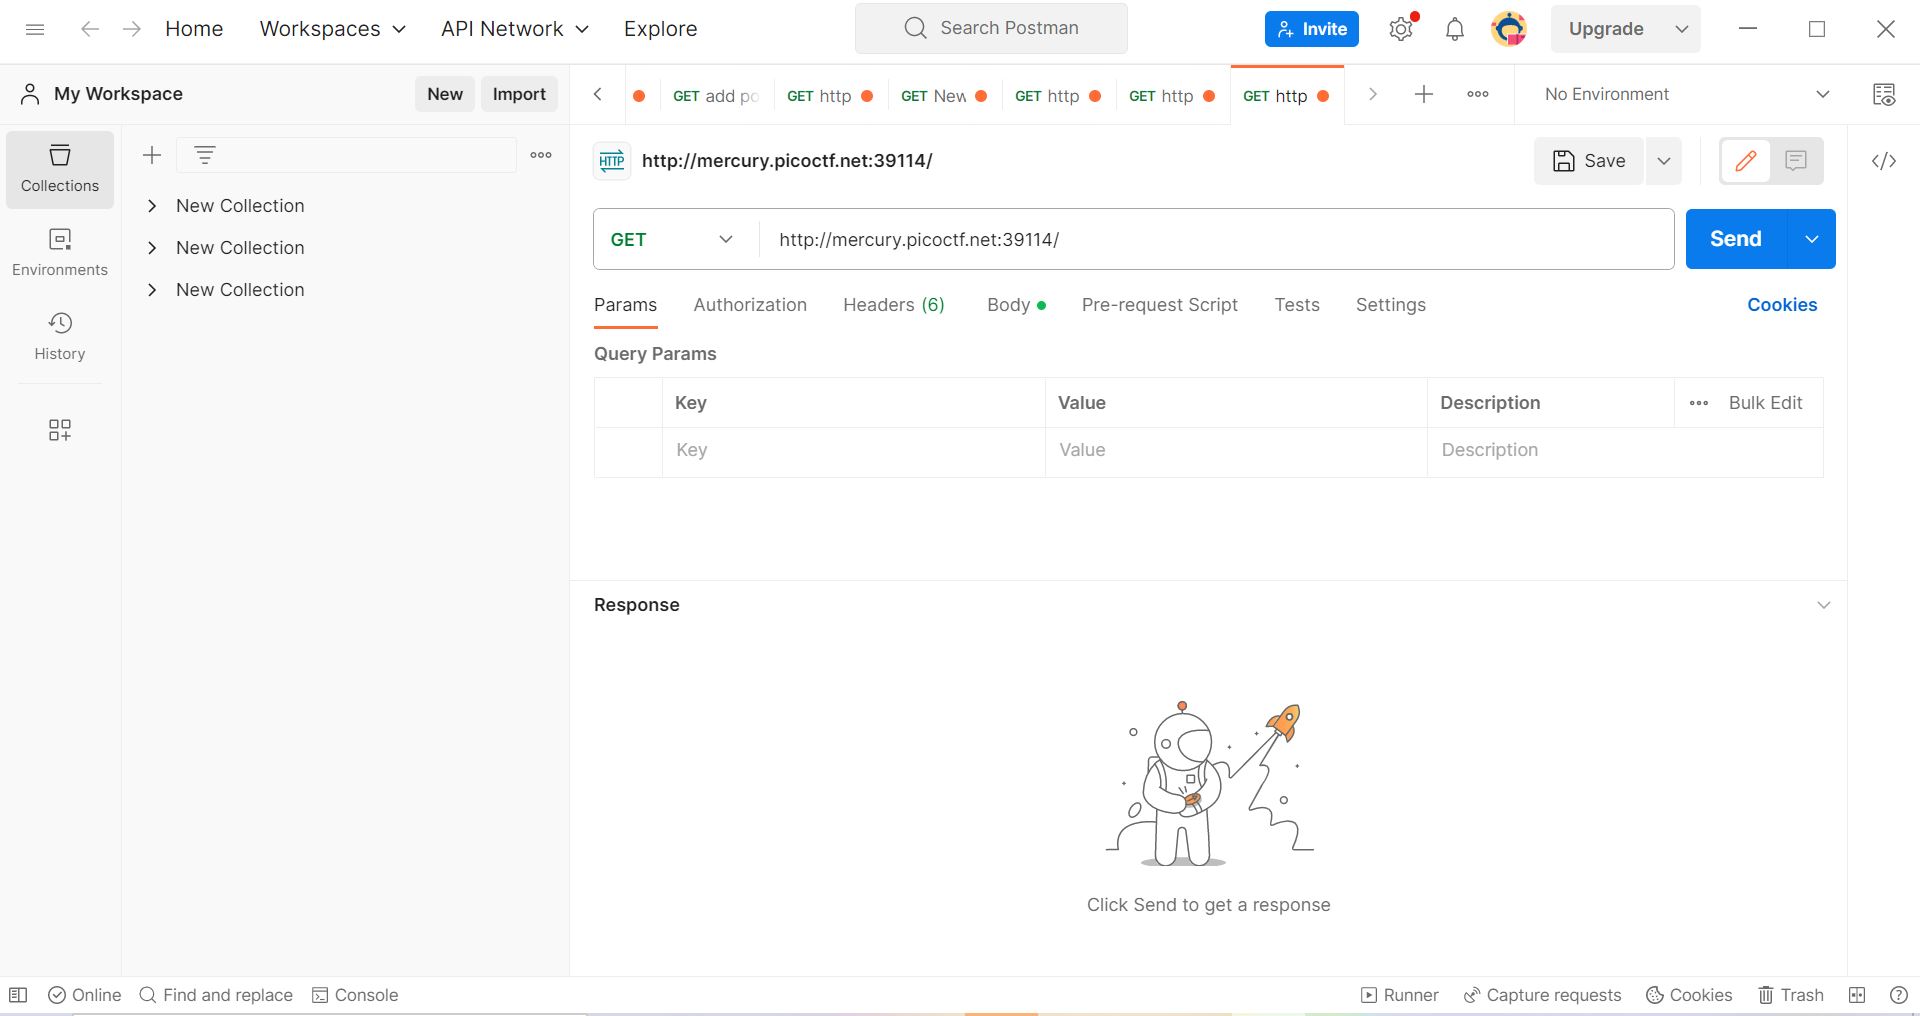 Home Workspaces API Network Explore Search Postman Invite Upgrade
My Workspace New Import GET add po GET http GET New GET http GET http GET http No Environment
Collections
Environments
History
New Collection
New Collection
New Collection
HTTP http://mercury.picoctf.net:39114/ Save
GET http://mercury.picoctf.net:39114/ Send
Params Authorization Headers (6) Body Pre-request Script Tests Settings Cookies
Query Params
Key Value Description Bulk Edit
Key Value Description
Response
Click Send to get a response
Online Find and replace Console Runner Capture requests Cookies Trash